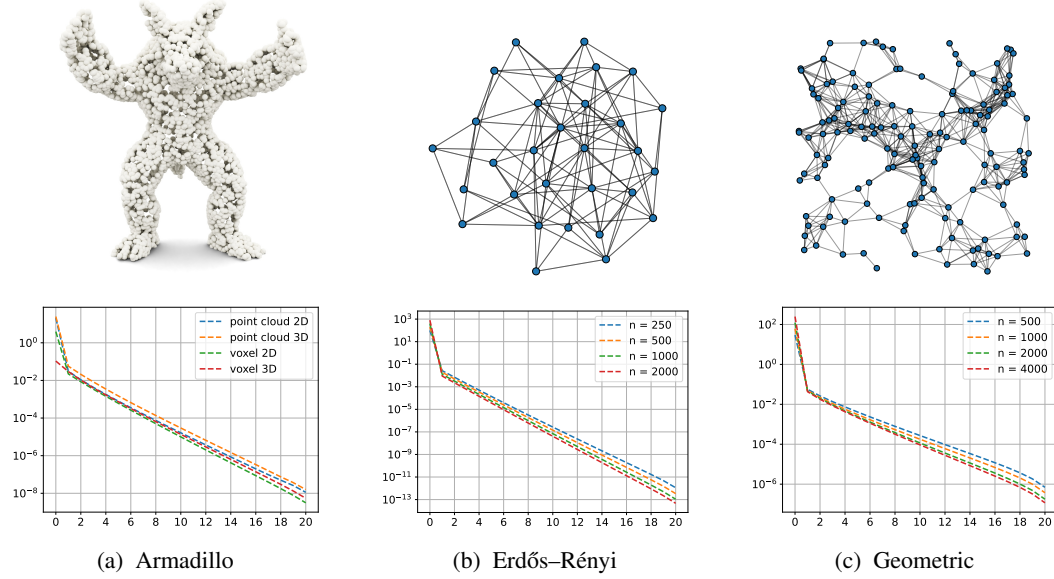 10^0
10^-2
10^-4
10^-6
10^-8
0 2 4 6 8 10 12 14 16 18 20
point cloud 2D
point cloud 3D
voxel 2D
voxel 3D
10^3
10^1
10^-1
10^-3
10^-5
10^-7
10^-9
10^-11
10^-13
0 2 4 6 8 10 12 14 16 18 20
n = 250
n = 500
n = 1000
n = 2000
10^2
10^0
10^-2
10^-4
10^-6
0 2 4 6 8 10 12 14 16 18 20
n = 500
n = 1000
n = 2000
n = 4000
(a) Armadillo
(b) Erdős–Rényi
(c) Geometric